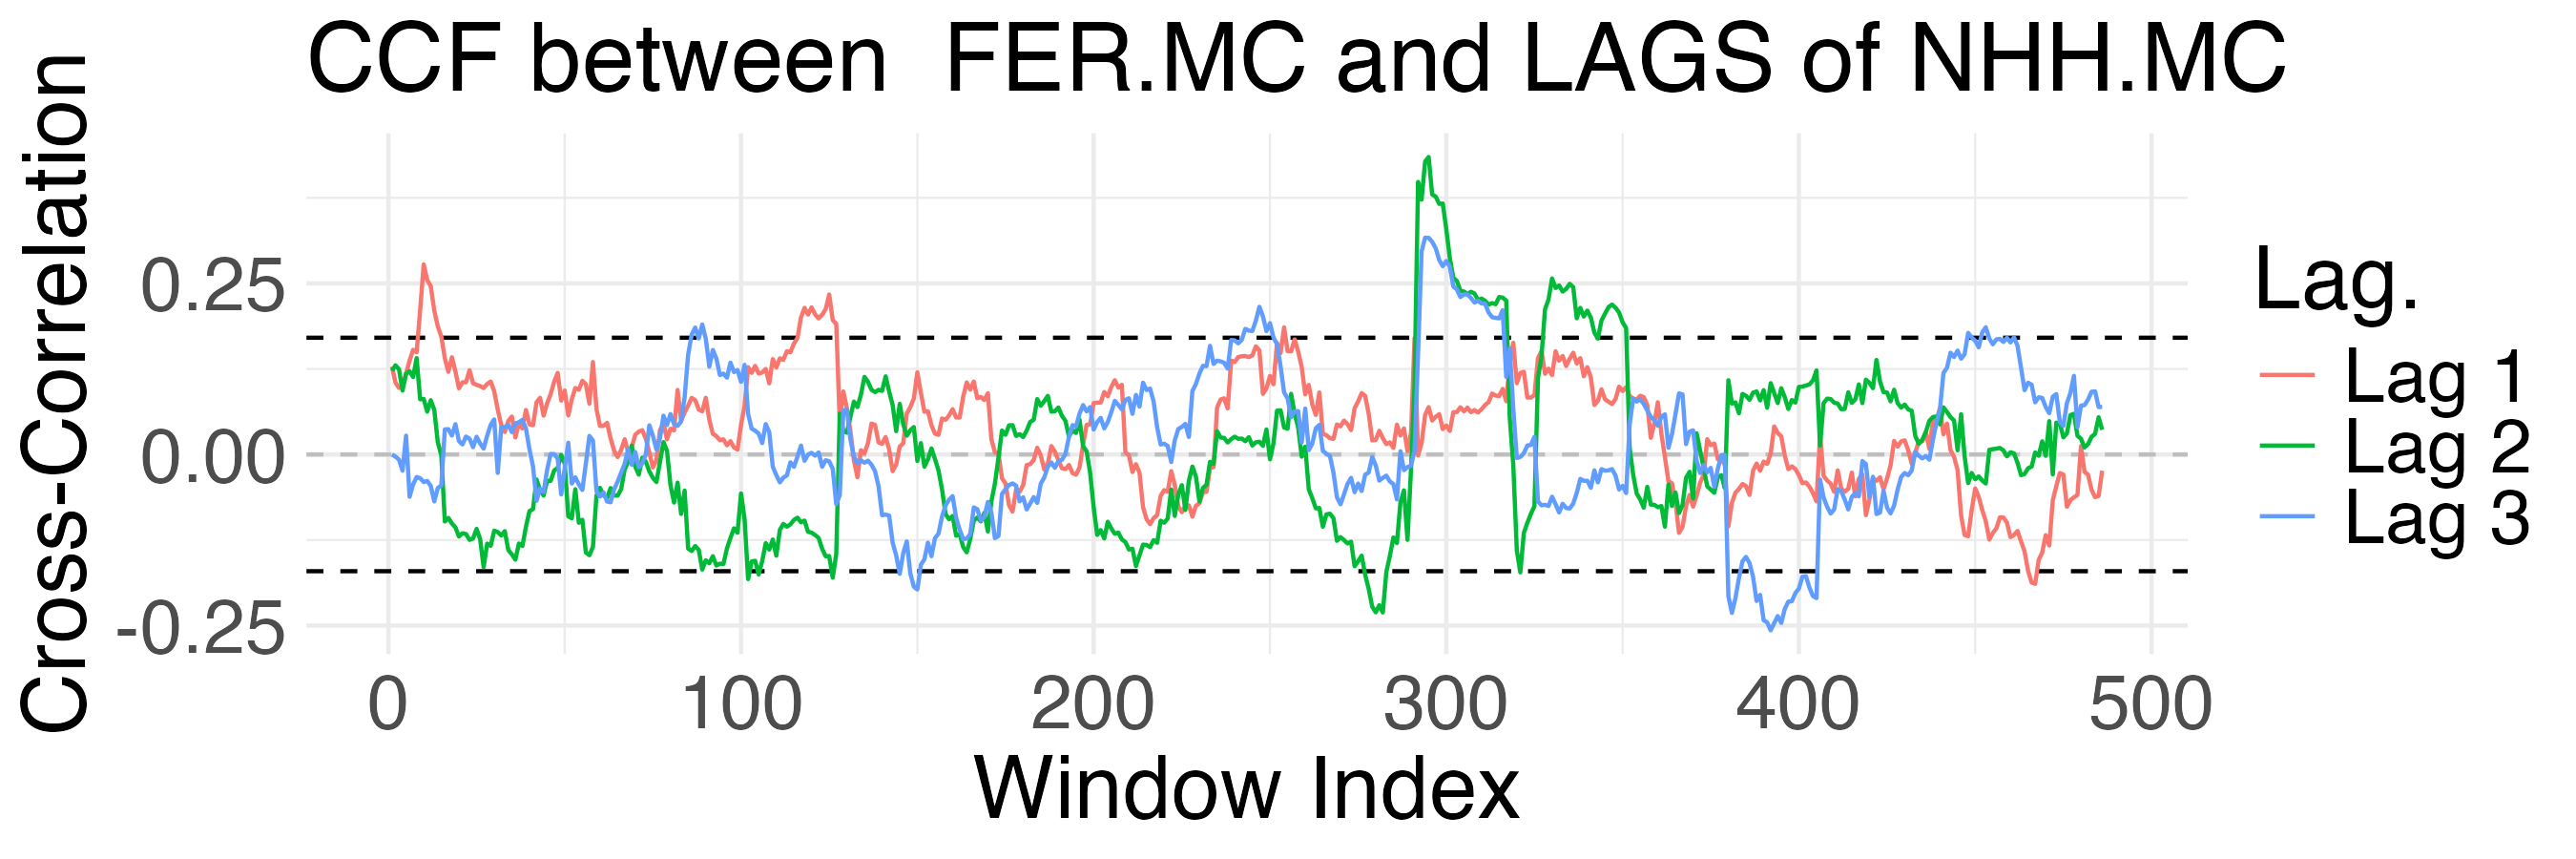 CCF between  FER.MC and LAGS of NHH.MC
Cross-Correlation
0.25
0.00
-0.25
0 100 200 300 400 500
Window Index
Lag.
Lag 1
Lag 2
Lag 3